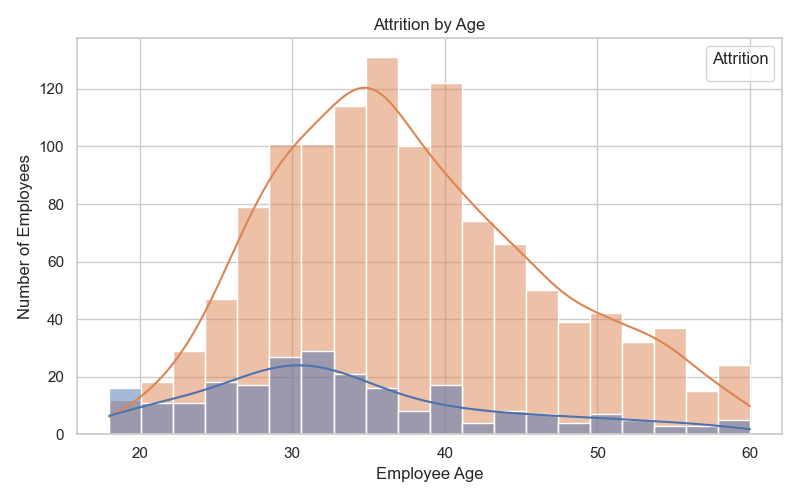 Attrition by Age
Attrition
Number of Employees
120
100
80
60
40
20
0
20 30 40 50 60
Employee Age